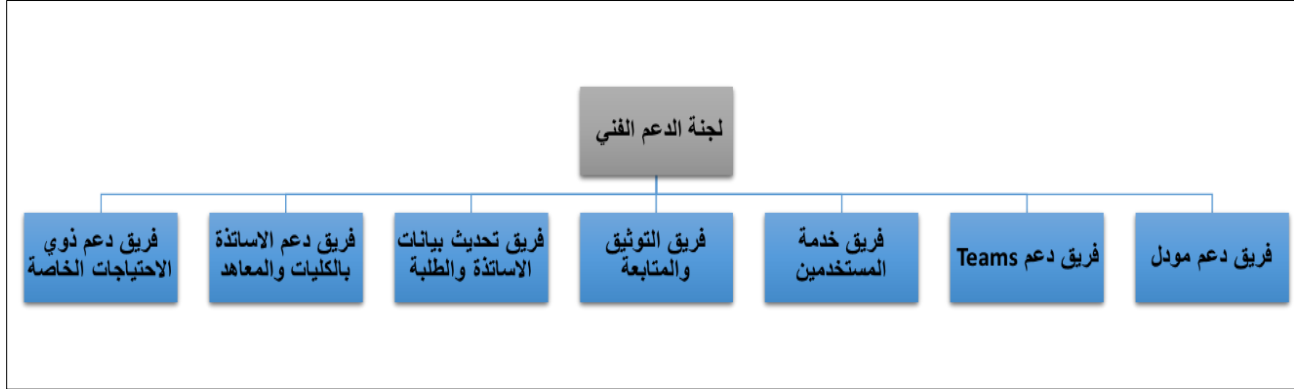 لجنة الدعم الفني
فريق دعم مودل
فريق دعم Teams
فريق خدمة
المستخدمين
فريق التوثيق
والمتابعة
فريق تحديث بيانات
الاساتذة والطلبة
فريق دعم الاساتذة
بالكليات والمعاهد
فريق دعم ذوي
الاحتياجات الخاصة